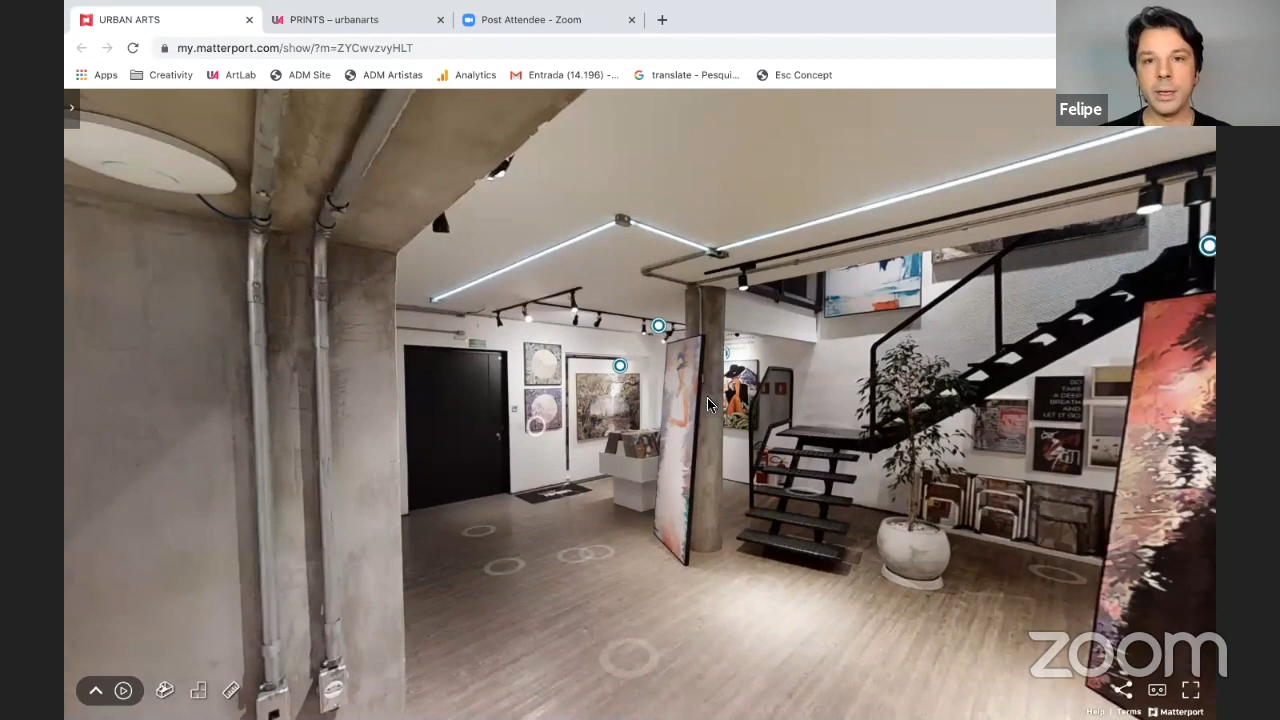 URBAN ARTS
PRINTS – urbanarts
Post Attendee - Zoom
my.matterport.com/show/?m=ZYCwvzvyHLT
Apps
Creativity
UA ArtLab
ADM Site
ADM Artistas
Analytics
Entrada (14.196) -...
translate - Pesqui...
Esc Concept
Felipe
GO
TAKE
A DEEP
BREATH
AND
LET IT GO
zoom
Help | Terms
Matterport